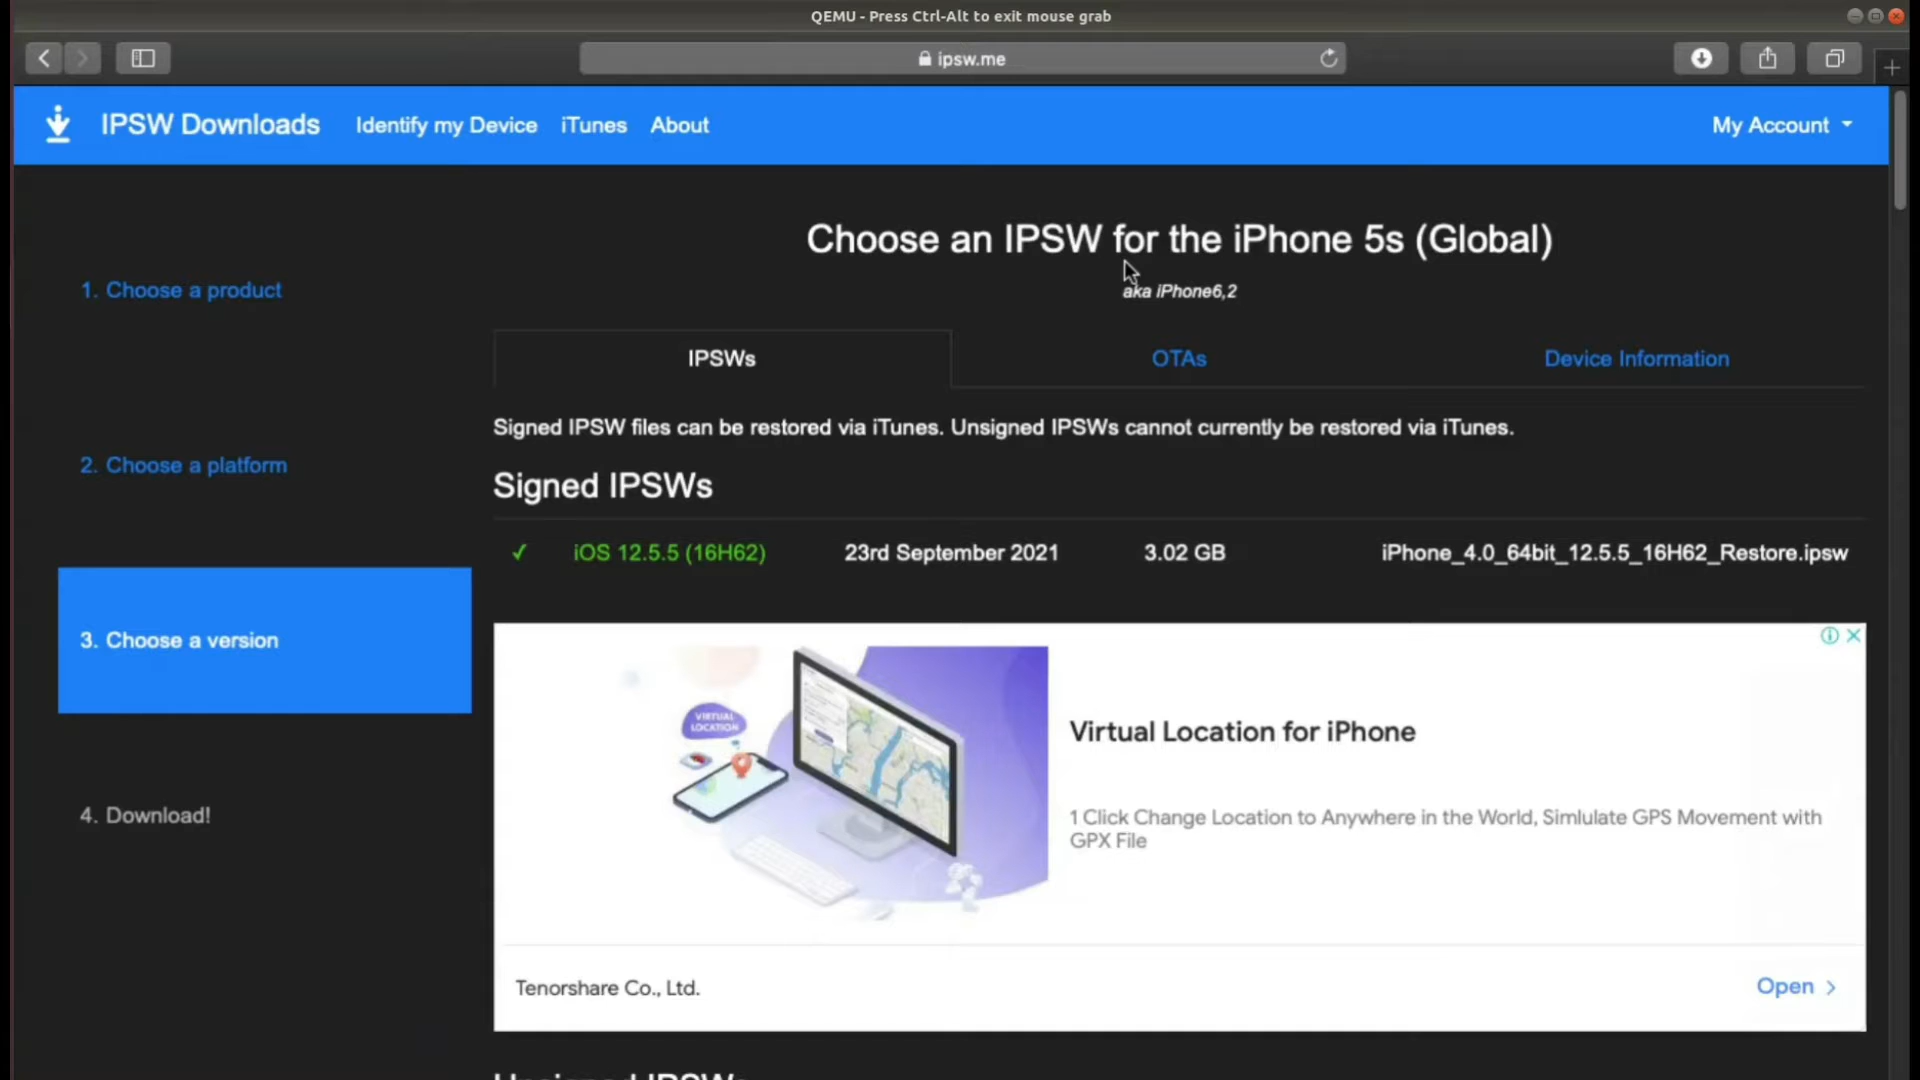 QEMU - Press Ctrl-Alt to exit mouse grab
ipsw.me
IPSW Downloads
Identify my Device
iTunes
About
My Account
Choose an IPSW for the iPhone 5s (Global)
aka iPhone6,2
1. Choose a product
2. Choose a platform
3. Choose a version
4. Download!
IPSWs
OTAs
Device Information
Signed IPSW files can be restored via iTunes. Unsigned IPSWs cannot currently be restored via iTunes.
Signed IPSWs
✓ iOS 12.5.5 (16H62) 23rd September 2021 3.02 GB iPhone_4.0_64bit_12.5.5_16H62_Restore.ipsw
VIRTUAL
LOCATION
Virtual Location for iPhone
1 Click Change Location to Anywhere in the World, Simlulate GPS Movement with
GPX File
Tenorshare Co., Ltd.
Open
Unsigned IPSWs